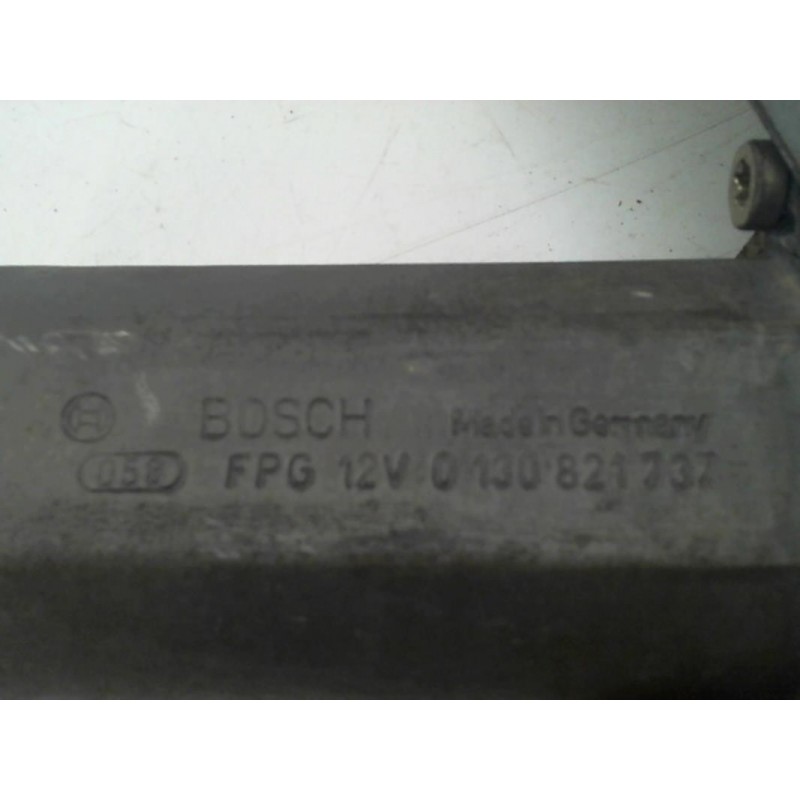 BOSCH Made in Germany
058 FPG 12V 0 130 821 737